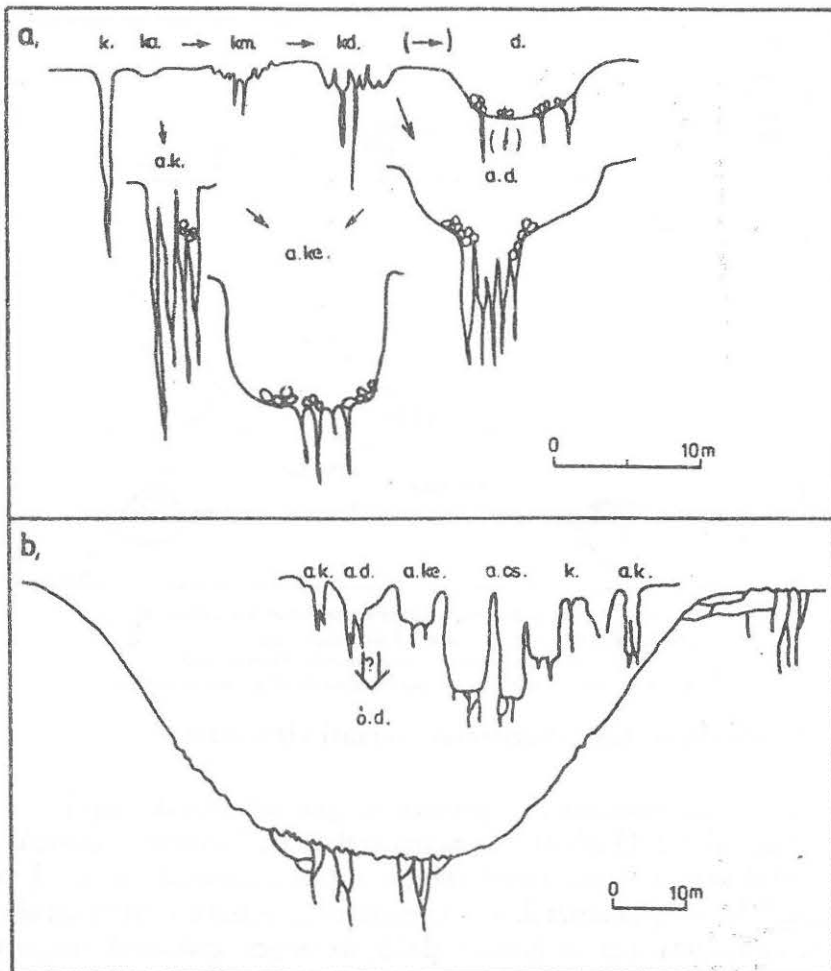 a,
k. ka. → km. → kd. (→) d.
a.k. a.d.
a.ke.
0 10m
b,
a.k. a.d. a.ke. a.cs. k. a.k.
?
ö.d.
0 10m